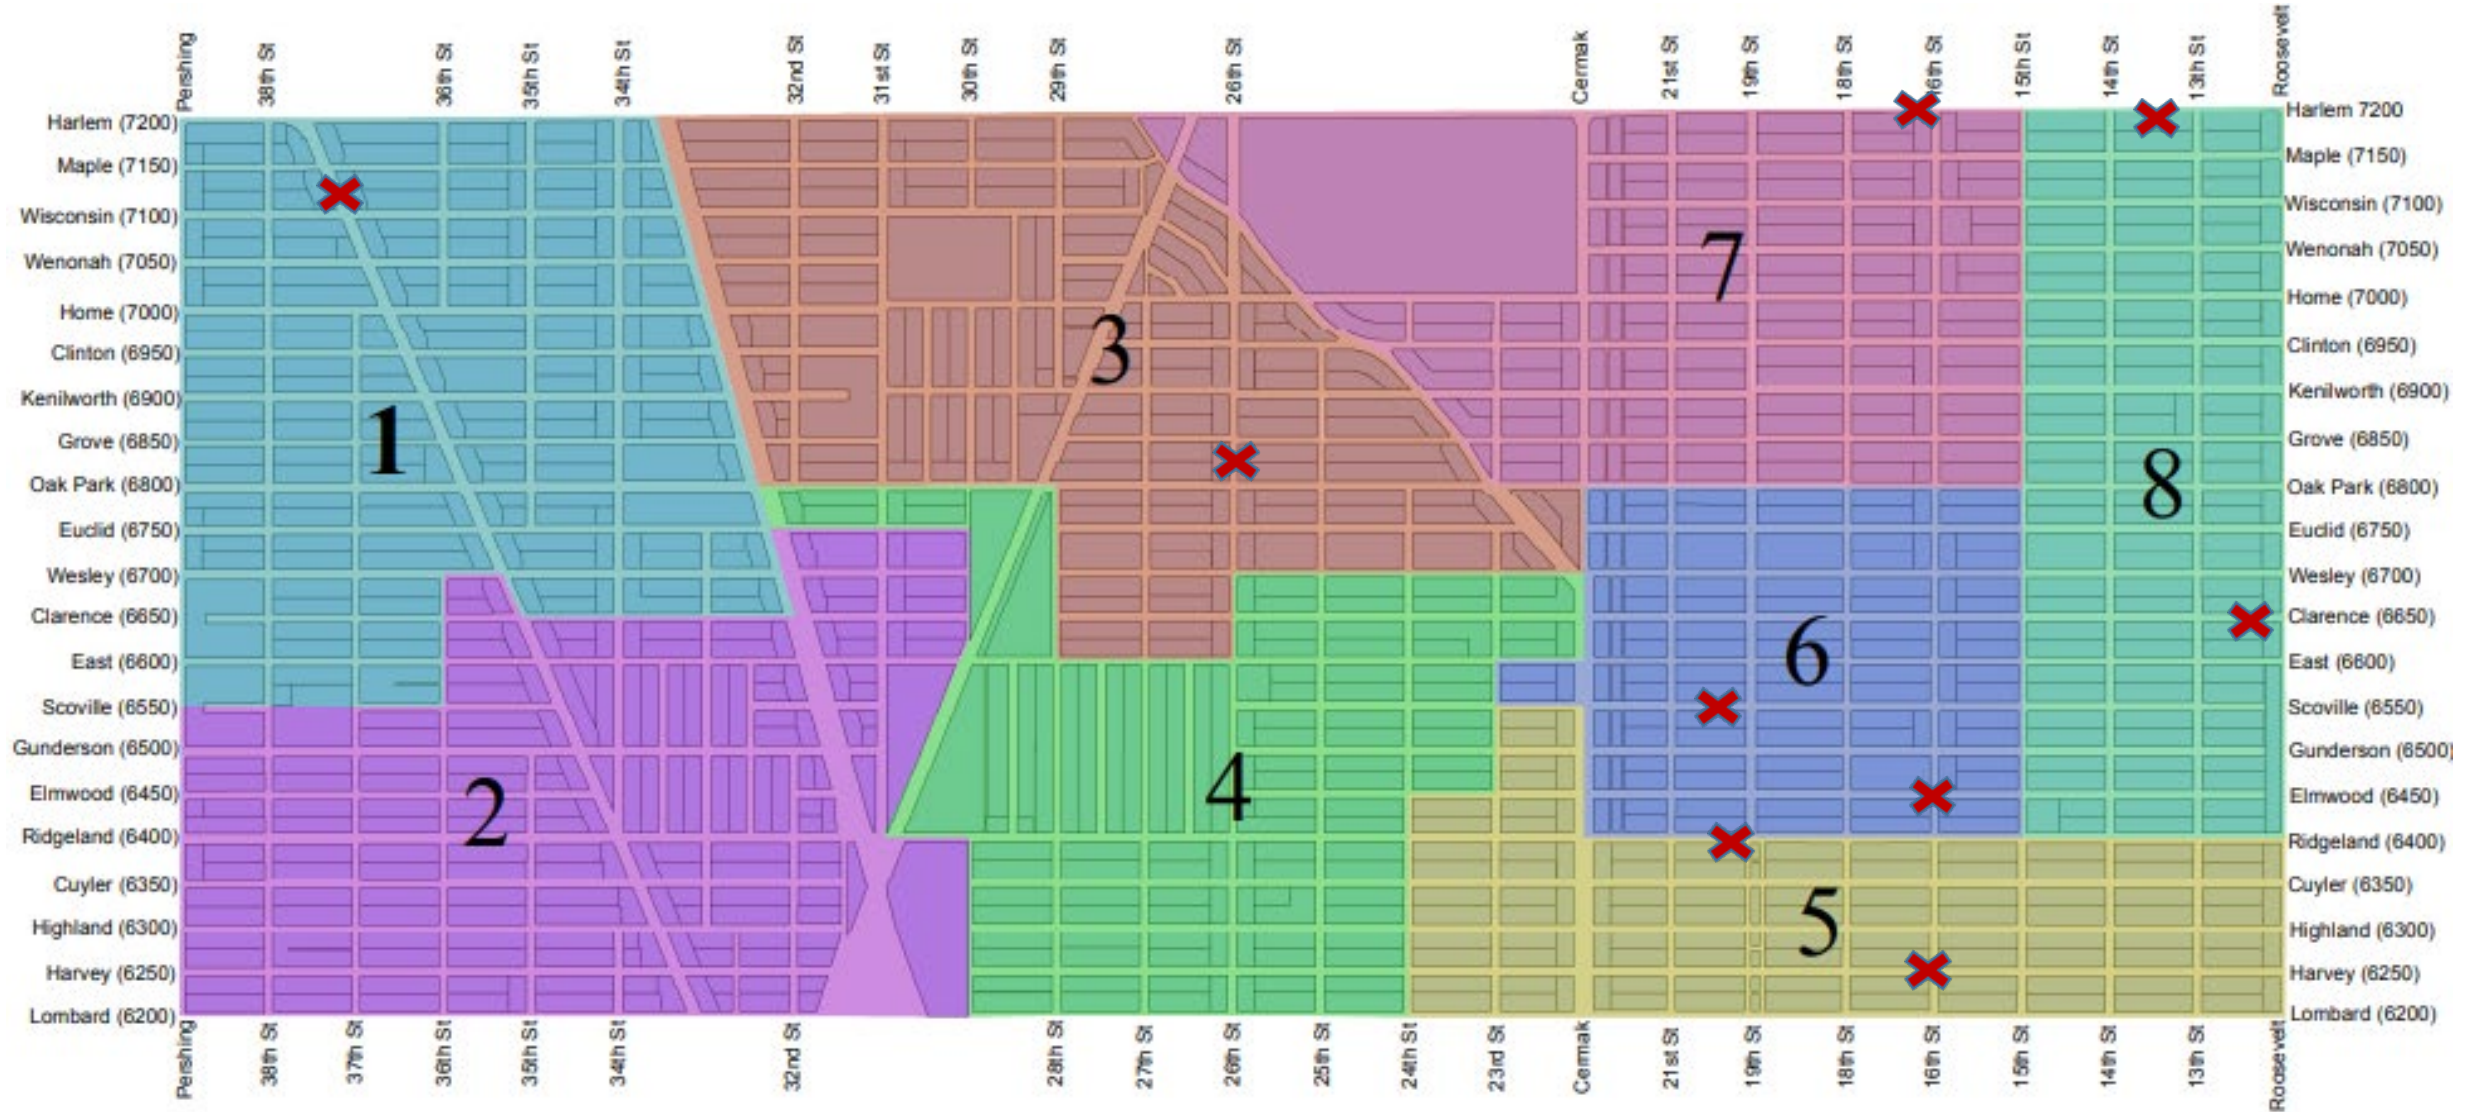 Pershing
38th St
36th St
35th St
34th St
32nd St
31st St
30th St
29th St
26th St
Cermak
21st St
19th St
18th St
16th St
15th St
14th St
13th St
Roosevelt
Harlem (7200)
Maple (7150)
Wisconsin (7100)
Wenonah (7050)
Home (7000)
Clinton (6950)
Kenilworth (6900)
Grove (6850)
Oak Park (6800)
Euclid (6750)
Wesley (6700)
Clarence (6650)
East (6600)
Scoville (6550)
Gunderson (6500)
Elmwood (6450)
Ridgeland (6400)
Cuyler (6350)
Highland (6300)
Harvey (6250)
Lombard (6200)
1
2
3
4
5
6
7
8
Harlem 7200
Maple (7150)
Wisconsin (7100)
Wenonah (7050)
Home (7000)
Clinton (6950)
Kenilworth (6900)
Grove (6850)
Oak Park (6800)
Euclid (6750)
Wesley (6700)
Clarence (6650)
East (6600)
Scoville (6550)
Gunderson (6500)
Elmwood (6450)
Ridgeland (6400)
Cuyler (6350)
Highland (6300)
Harvey (6250)
Lombard (6200)
Pershing
38th St
37th St
36th St
35th St
34th St
32nd St
28th St
27th St
26th St
25th St
24th St
23rd St
Cermak
21st St
19th St
18th St
16th St
15th St
14th St
13th St
Roosevelt